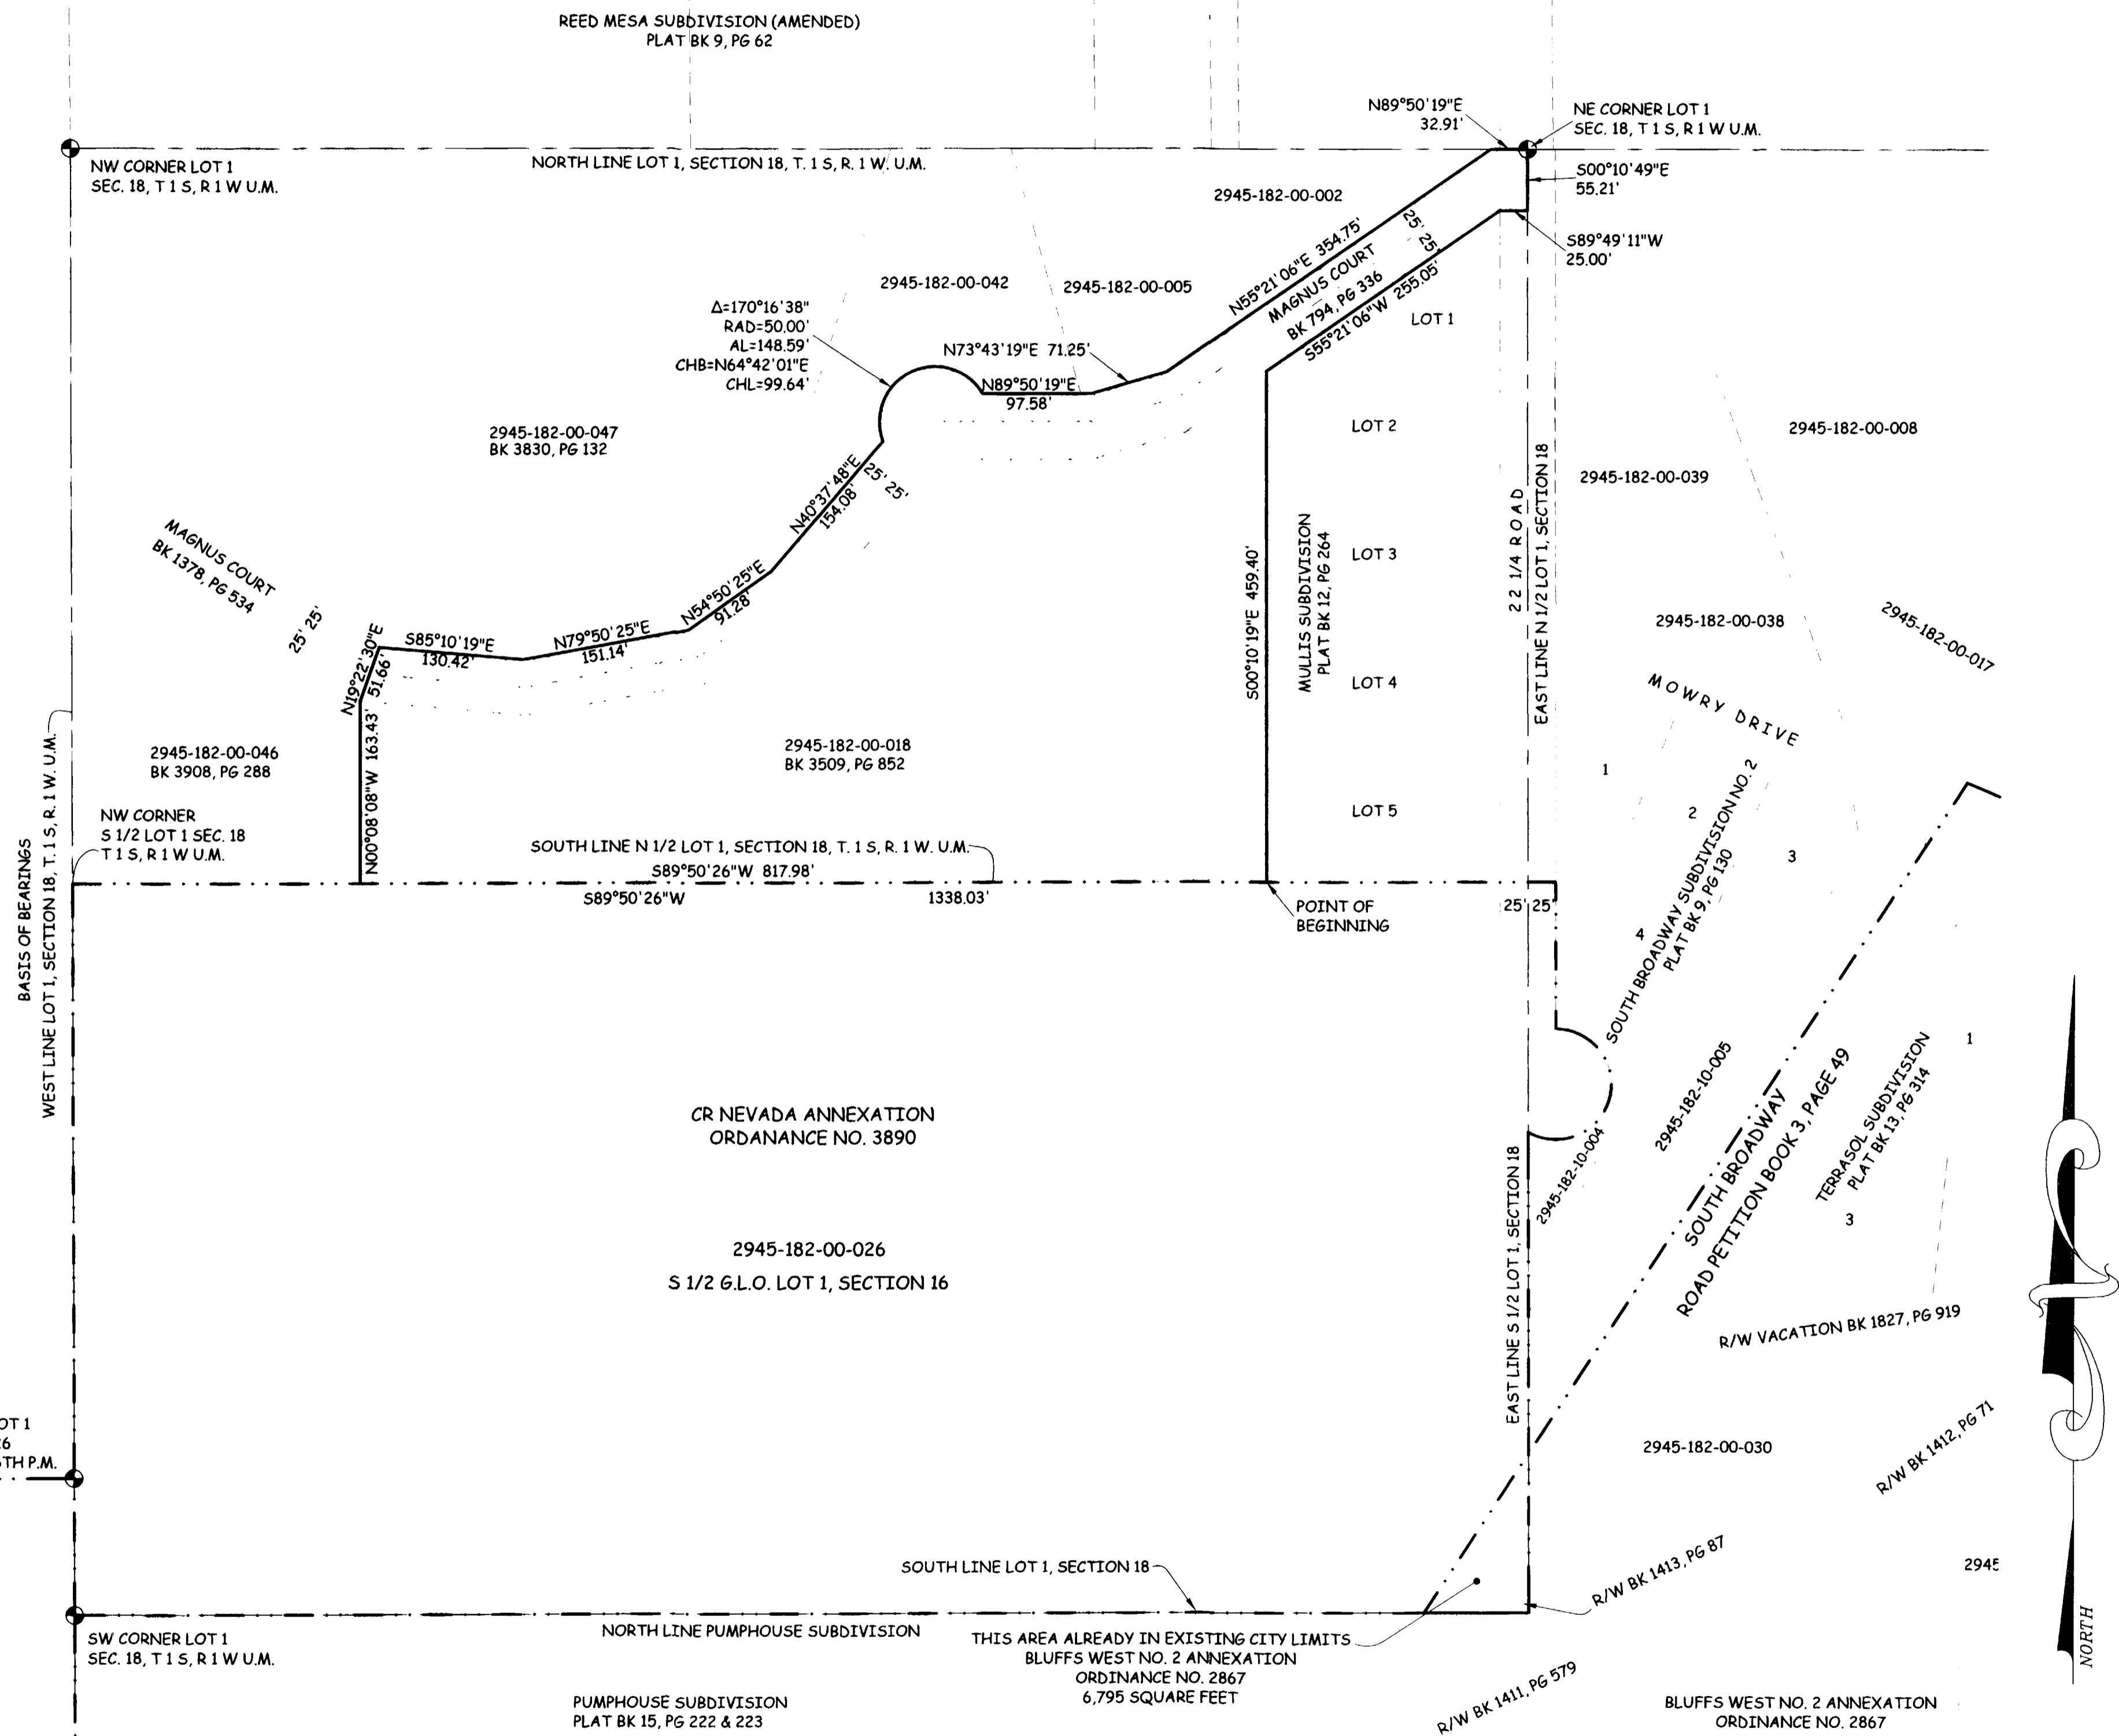 REED MESA SUBDIVISION (AMENDED)
PLAT BK 9, PG 62
N89°50'19"E
32.91'
NE CORNER LOT 1
SEC. 18, T 1 S, R 1 W U.M.
NW CORNER LOT 1
SEC. 18, T 1 S, R 1 W U.M.
NORTH LINE LOT 1, SECTION 18, T. 1 S, R. 1 W. U.M.
S00°10'49"E
55.21'
2945-182-00-002
S89°49'11"W
25.00'
25' 25'
N55°21'06"E 354.75'
MAGNUS COURT
BK 794, PG 336
S55°21'06"W 255.05'
2945-182-00-042
2945-182-00-005
Δ=170°16'38"
RAD=50.00'
AL=148.59'
CHB=N64°42'01"E
CHL=99.64'
LOT 1
N73°43'19"E 71.25'
N89°50'19"E
97.58'
2945-182-00-047
BK 3830, PG 132
LOT 2
2945-182-00-008
2945-182-00-039
N40°37'48"E
154.08'
25' 25'
MAGNUS COURT
BK 1378, PG 534
25' 25'
S00°10'19"E 459.40'
MULLIS SUBDIVISION
PLAT BK 12, PG 264
LOT 3
22 1/4 ROAD
EAST LINE N 1/2 LOT 1, SECTION 18
N54°50'25"E
91.28'
N79°50'25"E
151.14'
S85°10'19"E
130.42'
N19°22'30"E
51.66'
2945-182-00-038
2945-182-00-017
LOT 4
MOWRY DRIVE
2945-182-00-046
BK 3908, PG 288
N00°08'08"W 163.43'
2945-182-00-018
BK 3509, PG 852
1
2
3
4
SOUTH BROADWAY SUBDIVISION NO. 2
PLAT BK 9, PG 130
LOT 5
NW CORNER
S 1/2 LOT 1 SEC. 18
T 1 S, R 1 W U.M.
BASIS OF BEARINGS
WEST LINE LOT 1, SECTION 18, T. 1 S, R. 1 W. U.M.
SOUTH LINE N 1/2 LOT 1, SECTION 18, T. 1 S, R. 1 W. U.M.
S89°50'26"W 817.98'
S89°50'26"W 1338.03'
POINT OF
BEGINNING
25' 25'
CR NEVADA ANNEXATION
ORDANANCE NO. 3890
2945-182-00-026
S 1/2 G.L.O. LOT 1, SECTION 16
EAST LINE S 1/2 LOT 1, SECTION 18
2945-182-10-004
2945-182-10-005
SOUTH BROADWAY
ROAD PETITION BOOK 3, PAGE 49
TERRASOL SUBDIVISION
PLAT BK 13, PG 314
1
3
R/W VACATION BK 1827, PG 919
OT 1
26
TH P.M.
2945-182-00-030
R/W BK 1412, PG 71
SOUTH LINE LOT 1, SECTION 18
R/W BK 1413, PG 87
2945
SW CORNER LOT 1
SEC. 18, T 1 S, R 1 W U.M.
NORTH LINE PUMPHOUSE SUBDIVISION
THIS AREA ALREADY IN EXISTING CITY LIMITS
BLUFFS WEST NO. 2 ANNEXATION
ORDINANCE NO. 2867
6,795 SQUARE FEET
NORTH
PUMPHOUSE SUBDIVISION
PLAT BK 15, PG 222 & 223
R/W BK 1411, PG 579
BLUFFS WEST NO. 2 ANNEXATION
ORDINANCE NO. 2867